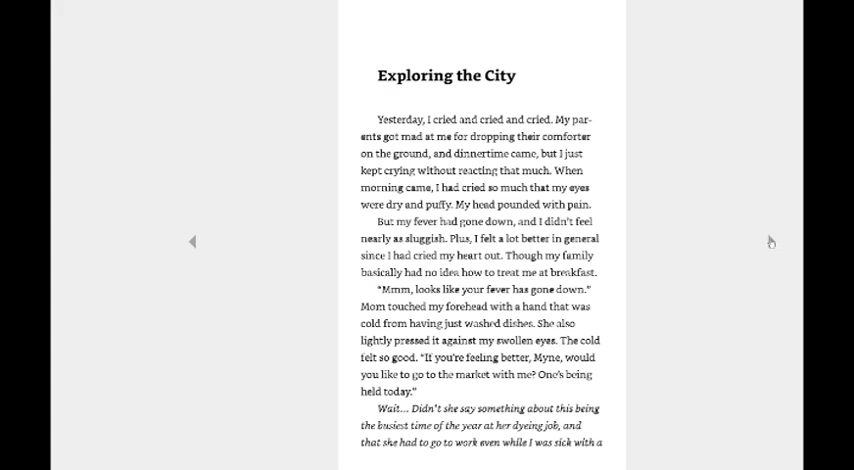 Exploring the City
Yesterday, I cried and cried and cried. My par-
ents got mad at me for dropping their comforter
on the ground, and dinnertime came, but I just
kept crying without reacting that much. When
morning came, I had cried so much that my eyes
were dry and puffy. My head pounded with pain.
But my fever had gone down, and I didn't feel
nearly as sluggish. Plus, I felt a lot better in general
since I had cried my heart out. Though my family
basically had no idea how to treat me at breakfast.
“Mmm, looks like your fever has gone down.”
Mom touched my forehead with a hand that was
cold from having just washed dishes. She also
lightly pressed it against my swollen eyes. The cold
felt so good. “If you're feeling better, Myne, would
you like to go to the market with me? One's being
held today.”
Wait... Didn't she say something about this being
the busiest time of the year at her dyeing job, and
that she had to go to work even while I was sick with a